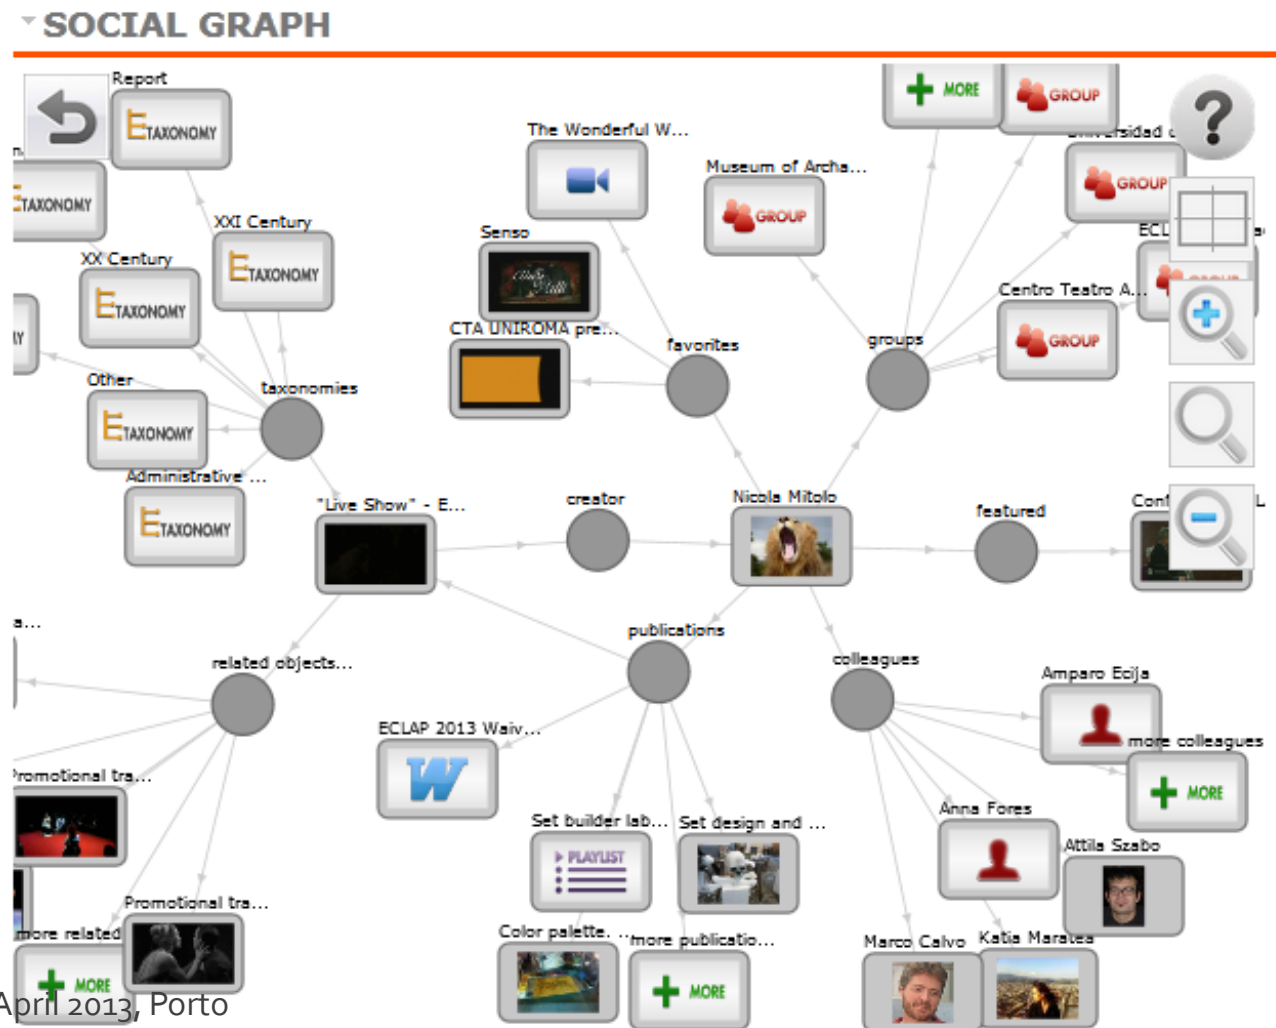 SOCIAL GRAPH
Report
TAXONOMY
MORE
GROUP
The Wonderful W...
Museum of Archa...
GROUP
Universidad
GROUP
TAXONOMY
XXI Century
TAXONOMY
Senso
XX Century
TAXONOMY
CTA UNIROMA pre...
favorites
groups
Centro Teatro A...
GROUP
ECL
GROUP
Other
TAXONOMY
taxonomies
Administrative ...
TAXONOMY
"Live Show" - E...
creator
Nicola Mitolo
featured
Conf
a...
related objects...
publications
colleagues
Amparo Ecija
ECLAP 2013 Waiv...
W
more colleagues
MORE
Promotional tra...
Set builder lab...
PLAYLIST
Set design and ...
Anna Fores
Attila Szabo
Promotional tra...
more related
MORE
Color palette. ...
more publicatio...
MORE
Marco Calvo
Katia Maratea
April 2013, Porto